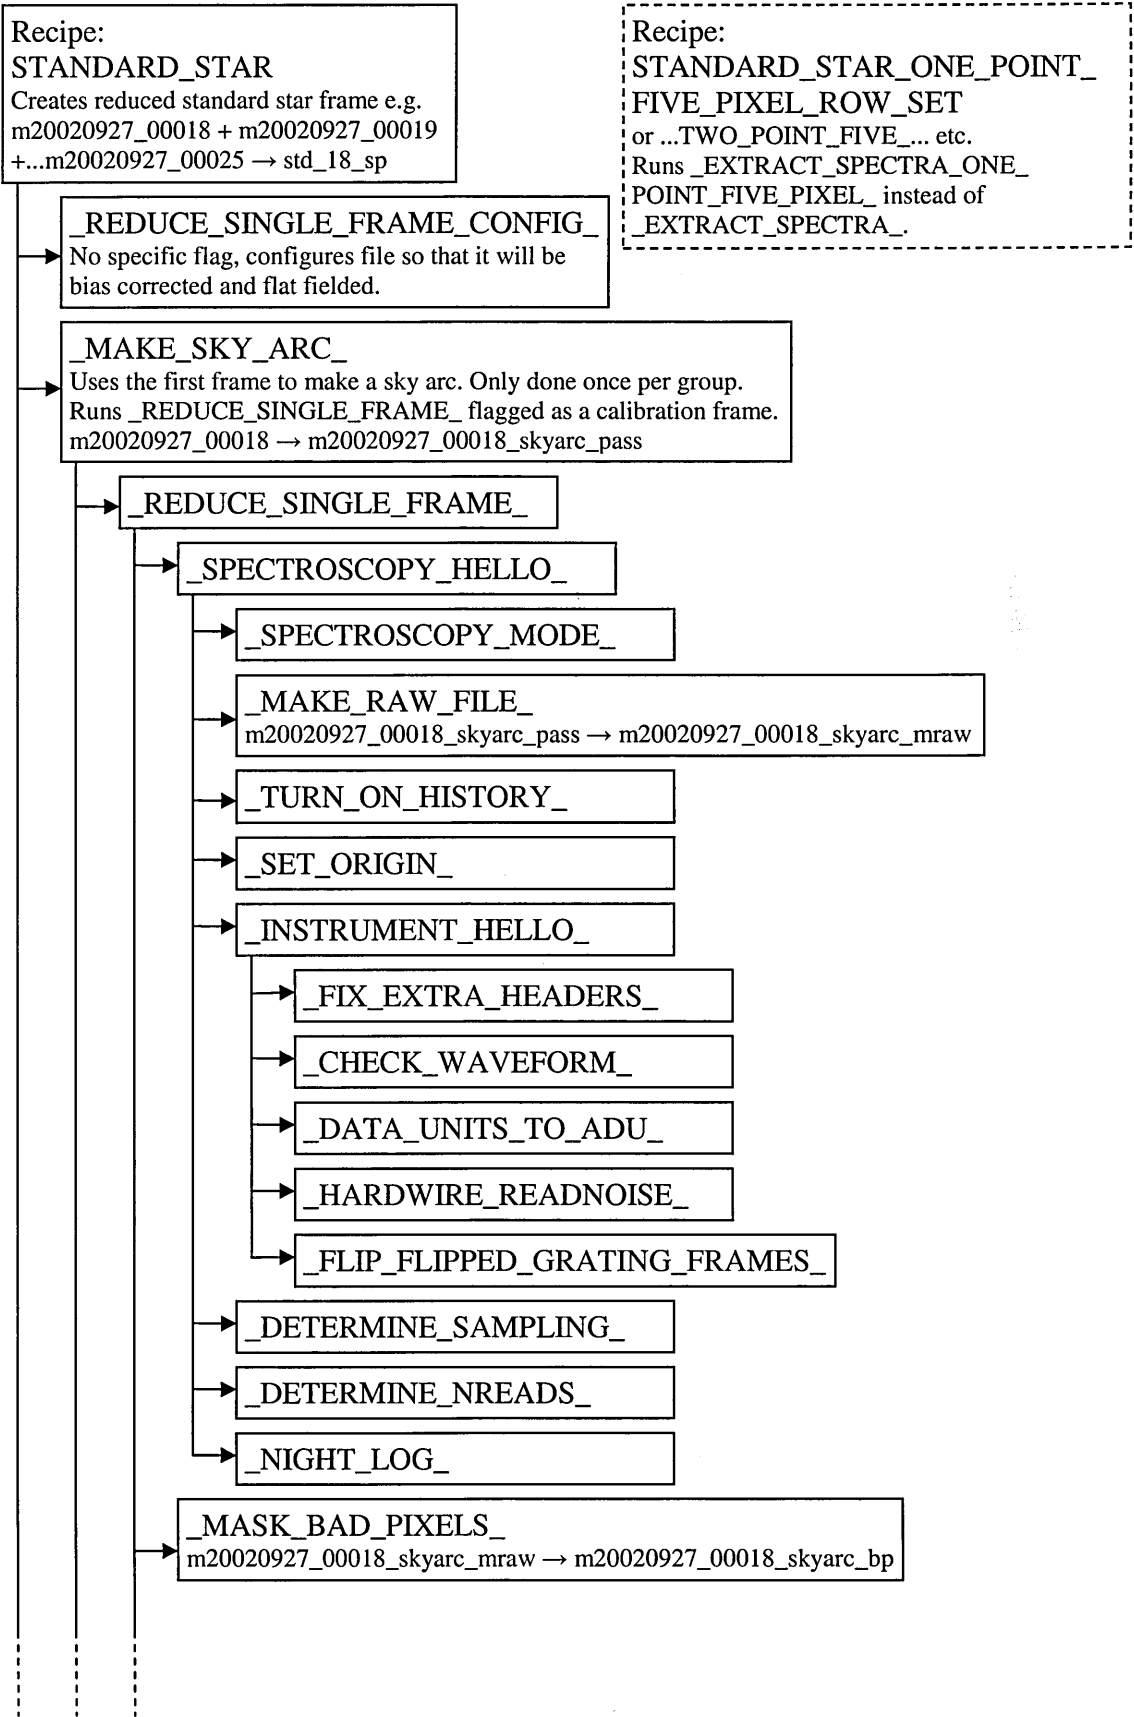 Recipe:
STANDARD_STAR
Creates reduced standard star frame e.g.
m20020927_00018 + m20020927_00019
+...m20020927_00025 → std_18_sp
Recipe:
STANDARD_STAR_ONE_POINT_
FIVE_PIXEL_ROW_SET
or ...TWO_POINT_FIVE_... etc.
Runs _EXTRACT_SPECTRA_ONE_
POINT_FIVE_PIXEL_ instead of
_EXTRACT_SPECTRA_.
_REDUCE_SINGLE_FRAME_CONFIG_
No specific flag, configures file so that it will be
bias corrected and flat fielded.
_MAKE_SKY_ARC_
Uses the first frame to make a sky arc. Only done once per group.
Runs _REDUCE_SINGLE_FRAME_ flagged as a calibration frame.
m20020927_00018 → m20020927_00018_skyarc_pass
_REDUCE_SINGLE_FRAME_
_SPECTROSCOPY_HELLO_
_SPECTROSCOPY_MODE_
_MAKE_RAW_FILE_
m20020927_00018_skyarc_pass → m20020927_00018_skyarc_mraw
_TURN_ON_HISTORY_
_SET_ORIGIN_
_INSTRUMENT_HELLO_
_FIX_EXTRA_HEADERS_
_CHECK_WAVEFORM_
_DATA_UNITS_TO_ADU_
_HARDWIRE_READNOISE_
_FLIP_FLIPPED_GRATING_FRAMES_
_DETERMINE_SAMPLING_
_DETERMINE_NREADS_
_NIGHT_LOG_
_MASK_BAD_PIXELS_
m20020927_00018_skyarc_mraw → m20020927_00018_skyarc_bp